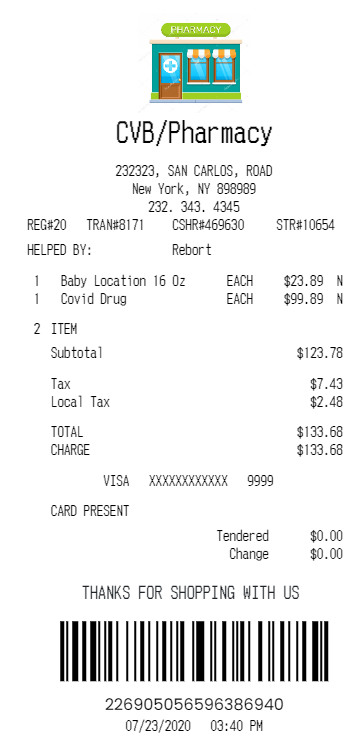 PHARMACY
CVB/Pharmacy
232323, SAN CARLOS, ROAD
New York, NY 898989
232. 343. 4345
REG#20 TRAN#8171 CSHR#469630 STR#10654
HELPED BY: Rebort
1 Baby Location 16 Oz EACH $23.89 N
1 Covid Drug EACH $99.89 N
2 ITEM
Subtotal $123.78
Tax $7.43
Local Tax $2.48
TOTAL $133.68
CHARGE $133.68
VISA XXXXXXXXXXXX 9999
CARD PRESENT
Tendered $0.00
Change $0.00
THANKS FOR SHOPPING WITH US
226905056596386940
07/23/2020 03:40 PM